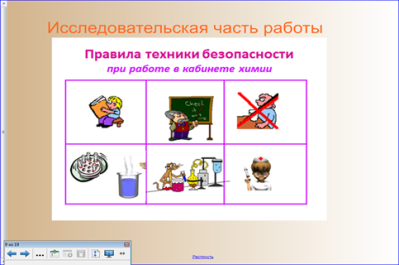 Исследовательская часть работы
Правила техники безопасности
при работе в кабинете химии